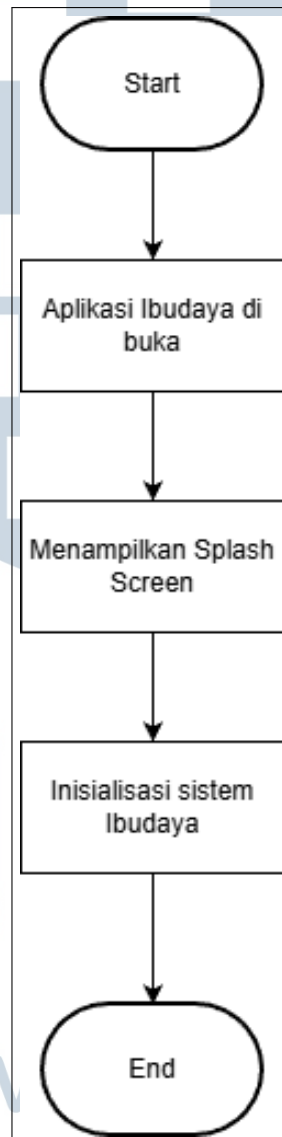 Start
Aplikasi Ibudaya di
buka
Menampilkan Splash
Screen
Inisialisasi sistem
Ibudaya
End